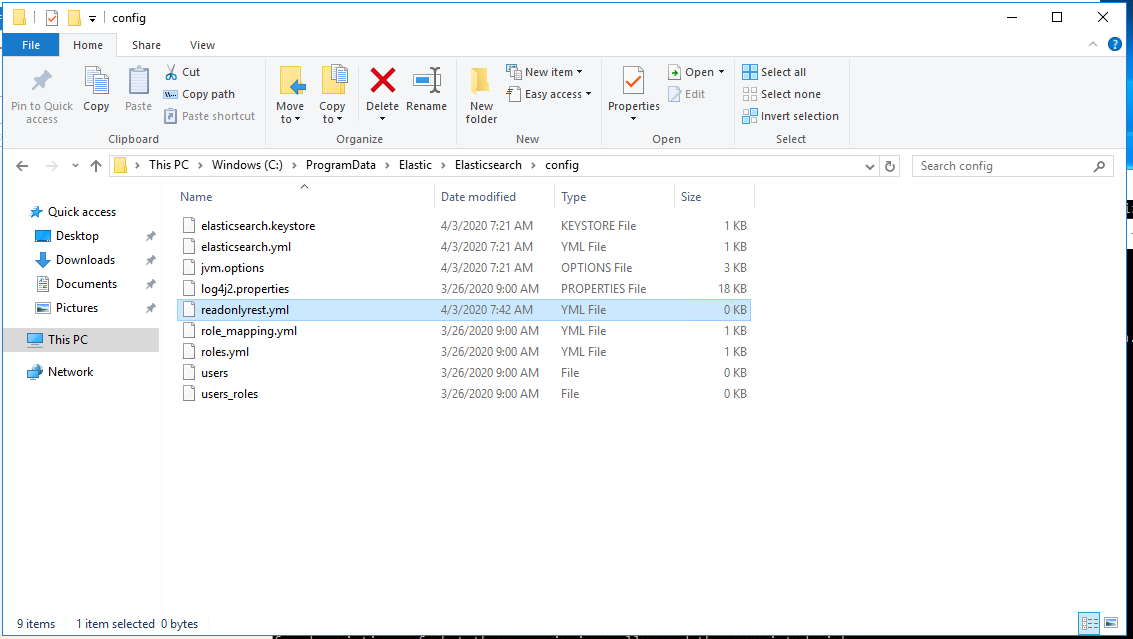 config
File Home Share View
Pin to Quick access
Copy
Paste
Cut
Copy path
Paste shortcut
Clipboard
Move to
Copy to
Delete
Rename
Organize
New folder
New item
Easy access
New
Properties
Open
Edit
Open
Select all
Select none
Invert selection
Select
This PC > Windows (C:) > ProgramData > Elastic > Elasticsearch > config
Search config
Quick access
Desktop
Downloads
Documents
Pictures
This PC
Network
Name Date modified Type Size
elasticsearch.keystore 4/3/2020 7:21 AM KEYSTORE File 1 KB
elasticsearch.yml 4/3/2020 7:21 AM YML File 1 KB
jvm.options 4/3/2020 7:21 AM OPTIONS File 3 KB
log4j2.properties 3/26/2020 9:00 AM PROPERTIES File 18 KB
readonlyrest.yml 4/3/2020 7:42 AM YML File 0 KB
role_mapping.yml 3/26/2020 9:00 AM YML File 1 KB
roles.yml 3/26/2020 9:00 AM YML File 1 KB
users 3/26/2020 9:00 AM File 0 KB
users_roles 3/26/2020 9:00 AM File 0 KB
9 items 1 item selected 0 bytes